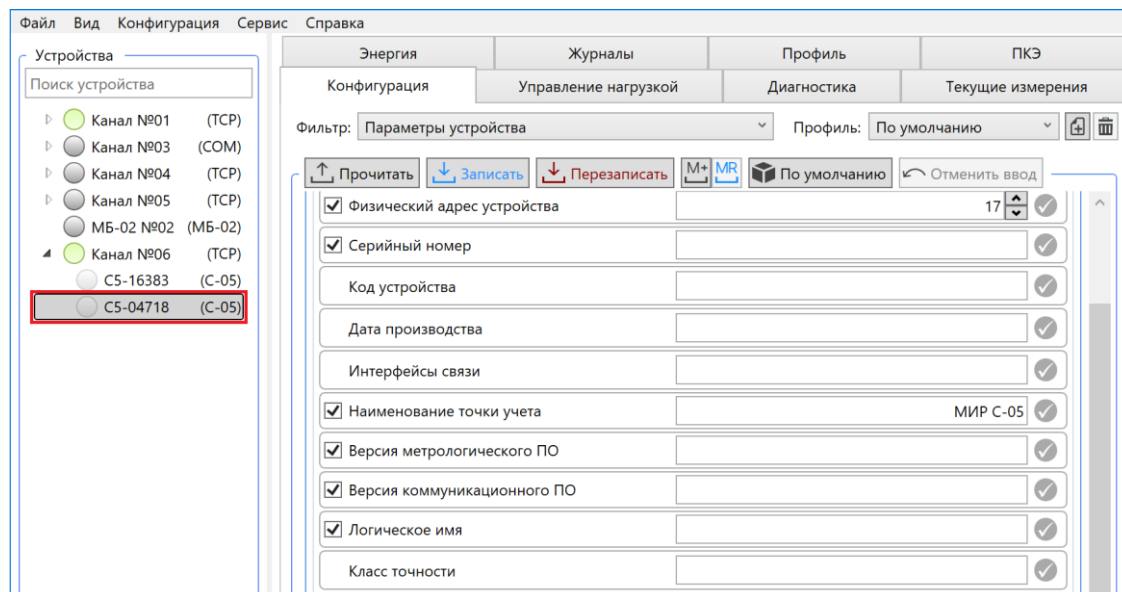 Файл Вид Конфигурация Сервис Справка
Устройства
Поиск устройства
Канал №01 (TCP)
Канал №03 (COM)
Канал №04 (TCP)
Канал №05 (TCP)
МБ-02 №02 (МБ-02)
Канал №06 (TCP)
С5-16383 (С-05)
С5-04718 (С-05)
Энергия Журналы Профиль ПКЭ
Конфигурация Управление нагрузкой Диагностика Текущие измерения
Фильтр: Параметры устройства Профиль: По умолчанию
Прочитать Записать Перезаписать M+ MR По умолчанию Отменить ввод
Физический адрес устройства 17
Серийный номер
Код устройства
Дата производства
Интерфейсы связи
Наименование точки учета МИР С-05
Версия метрологического ПО
Версия коммуникационного ПО
Логическое имя
Класс точности